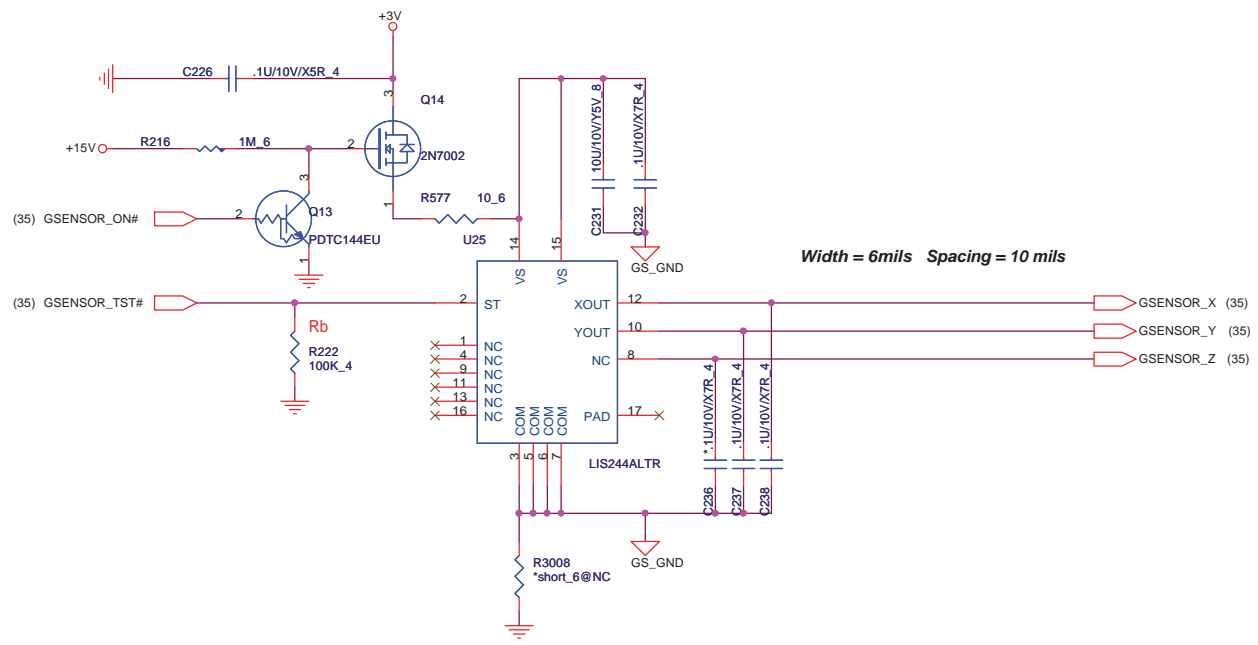 +3V
C226 .1U/10V/X5R_4
3
Q14
+15V R216 1M_6
2
2N7002
3
1
R577 10_6
10U/10V/Y5V_8
.1U/10V/X7R_4
C231
C232
(35) GSENSOR_ON#
2
Q13
PDTC144EU
1
U25
14
15
VS
VS
GS_GND
Width = 6mils Spacing = 10 mils
(35) GSENSOR_TST#
2 ST
XOUT 12
GSENSOR_X (35)
YOUT 10
GSENSOR_Y (35)
NC 8
GSENSOR_Z (35)
Rb
R222
100K_4
1 NC
4 NC
9 NC
11 NC
13 NC
16 NC
PAD 17
COM
COM
COM
COM
3
5
6
7
LIS244ALTR
*.1U/10V/X7R_4
.1U/10V/X7R_4
.1U/10V/X7R_4
C236
C237
C238
R3008
*short_6@NC
GS_GND